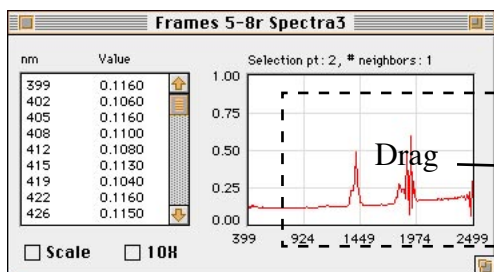 Frames 5-8r Spectra3
nm Value
399 0.1160
402 0.1060
405 0.1160
408 0.1100
412 0.1080
415 0.1130
419 0.1040
422 0.1160
426 0.1150
Scale 10X
Selection pt: 2, # neighbors: 1
1.00
0.75
0.50
0.25
0.00
399 924 1449 1974 2499
Drag